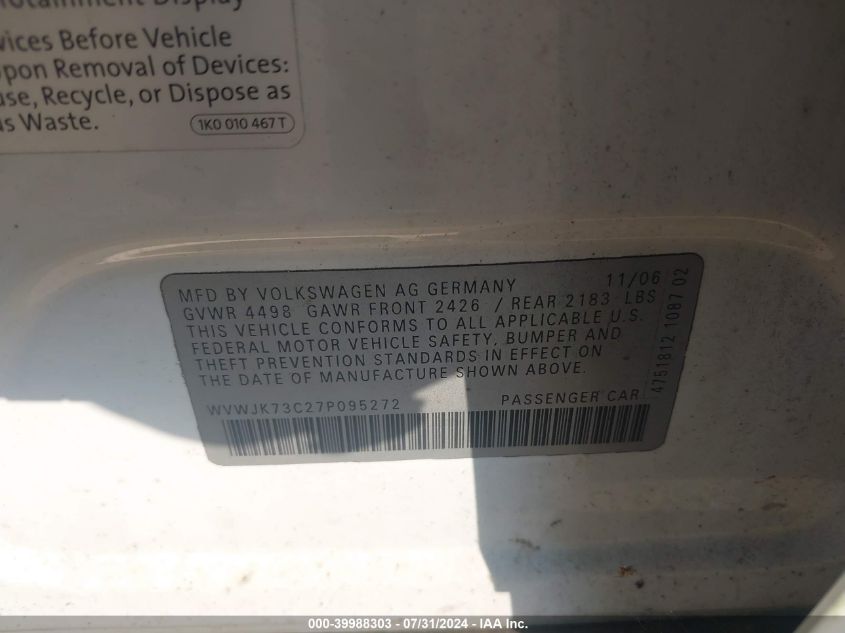 Display
vices Before Vehicle
pon Removal of Devices:
use, Recycle, or Dispose as
us Waste.
1K0 010 467 T
MFD BY VOLKSWAGEN AG GERMANY 11/06
GVWR 4498 GAWR FRONT 2426 / REAR 2183 LBS
THIS VEHICLE CONFORMS TO ALL APPLICABLE U.S.
FEDERAL MOTOR VEHICLE SAFETY, BUMPER AND
THEFT PREVENTION STANDARDS IN EFFECT ON
THE DATE OF MANUFACTURE SHOWN ABOVE.
WVWJK73C27P095272 PASSENGER CAR
4751812 1087 02
000-39988303 - 07/31/2024 - IAA Inc.